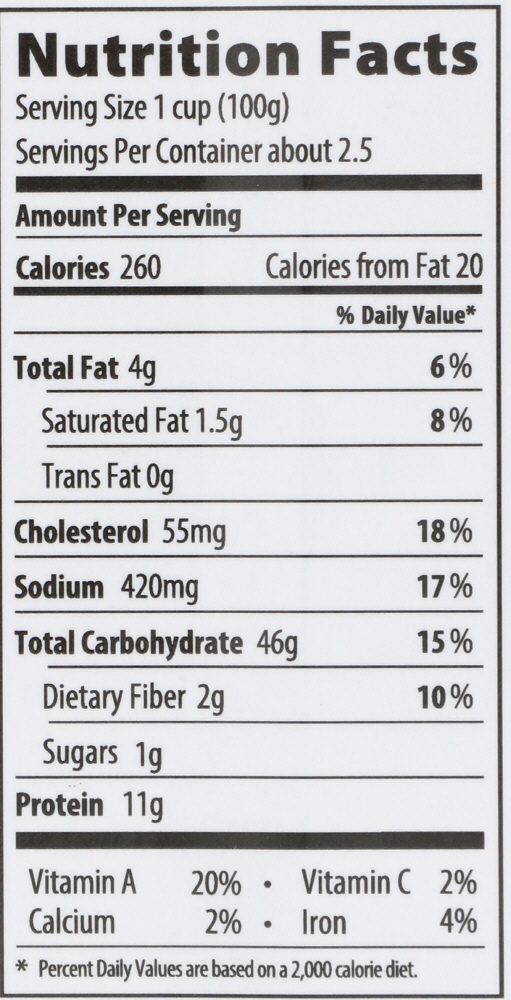 Nutrition Facts
Serving Size 1 cup (100g)
Servings Per Container about 2.5
Amount Per Serving
Calories 260 Calories from Fat 20
% Daily Value*
Total Fat 4g 6%
Saturated Fat 1.5g 8%
Trans Fat 0g
Cholesterol 55mg 18%
Sodium 420mg 17%
Total Carbohydrate 46g 15%
Dietary Fiber 2g 10%
Sugars 1g
Protein 11g
Vitamin A 20% • Vitamin C 2%
Calcium 2% • Iron 4%
* Percent Daily Values are based on a 2,000 calorie diet.